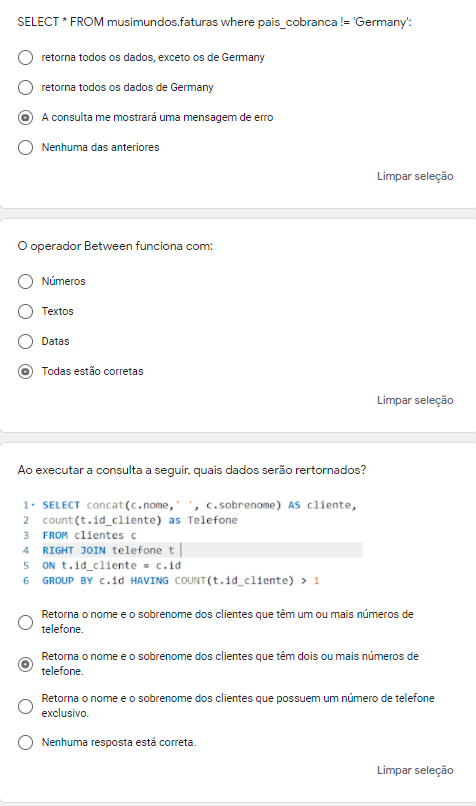 SELECT * FROM musimundos.faturas where pais_cobranca != 'Germany':
retorna todos os dados, exceto os de Germany
retorna todos os dados de Germany
A consulta me mostrará uma mensagem de erro
Nenhuma das anteriores
Limpar seleção
O operador Between funciona com:
Números
Textos
Datas
Todas estão corretas
Limpar seleção
Ao executar a consulta a seguir, quais dados serão rertornados?
1 SELECT concat(c.nome,' ', c.sobrenome) AS cliente,
2 count(t.id_cliente) as Telefone
3 FROM clientes c
4 RIGHT JOIN telefone t
5 ON t.id_cliente = c.id
6 GROUP BY c.id HAVING COUNT(t.id_cliente) > 1
Retorna o nome e o sobrenome dos clientes que têm um ou mais números de
telefone.
Retorna o nome e o sobrenome dos clientes que têm dois ou mais números de
telefone.
Retorna o nome e o sobrenome dos clientes que possuem um número de telefone
exclusivo.
Nenhuma resposta está correta.
Limpar seleção